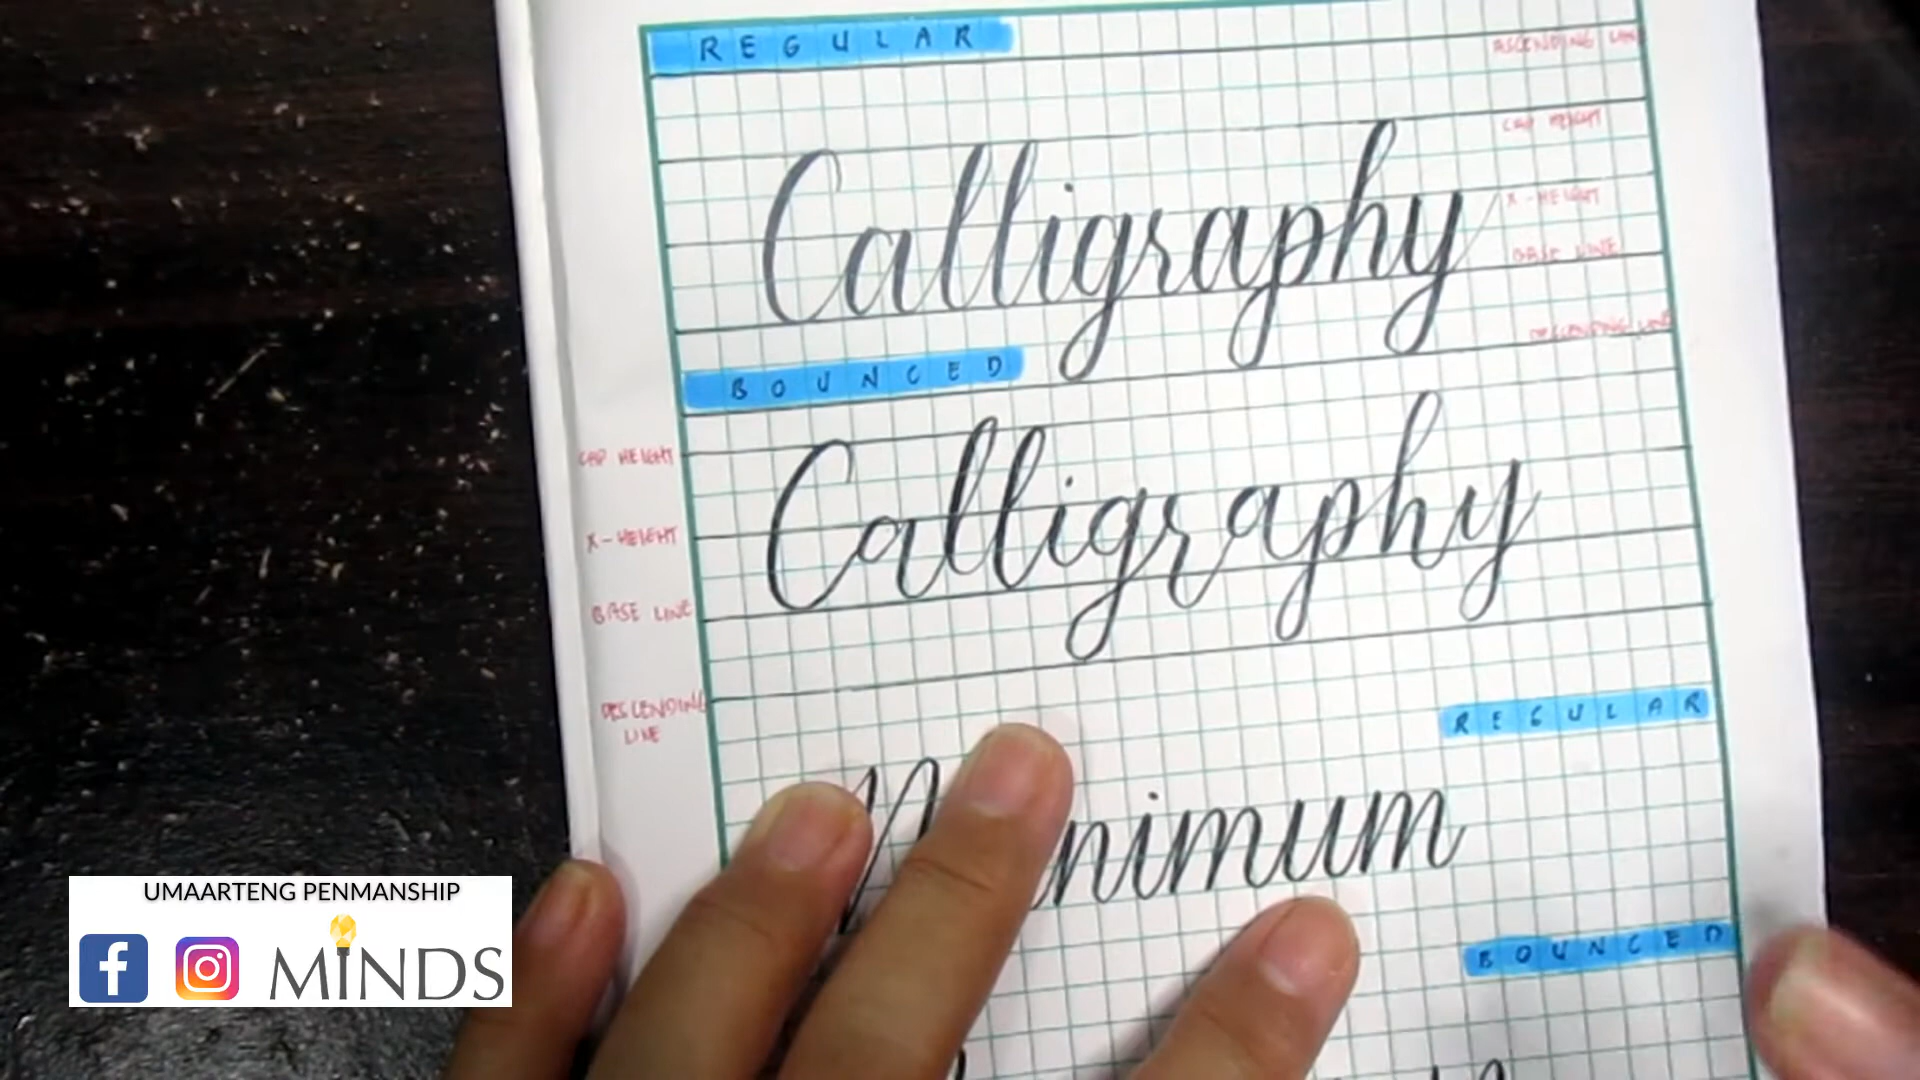 REGULAR
ASCENDING LINE
CAP HEIGHT
X-HEIGHT
Calligraphy
BASE LINE
DESCENDING LINE
BOUNCED
CAP HEIGHT
Calligraphy
X-HEIGHT
BASE LINE
DESCENDING
LINE
REGULAR
BOUNCED
UMAARTENG PENMANSHIP
MINDS